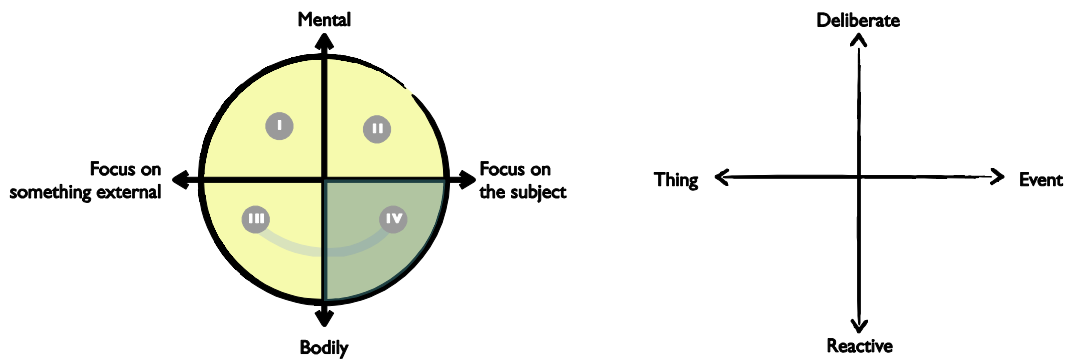 Mental
I
II
Focus on
something external
Focus on
the subject
III
IV
Bodily
Deliberate
Thing
Event
Reactive